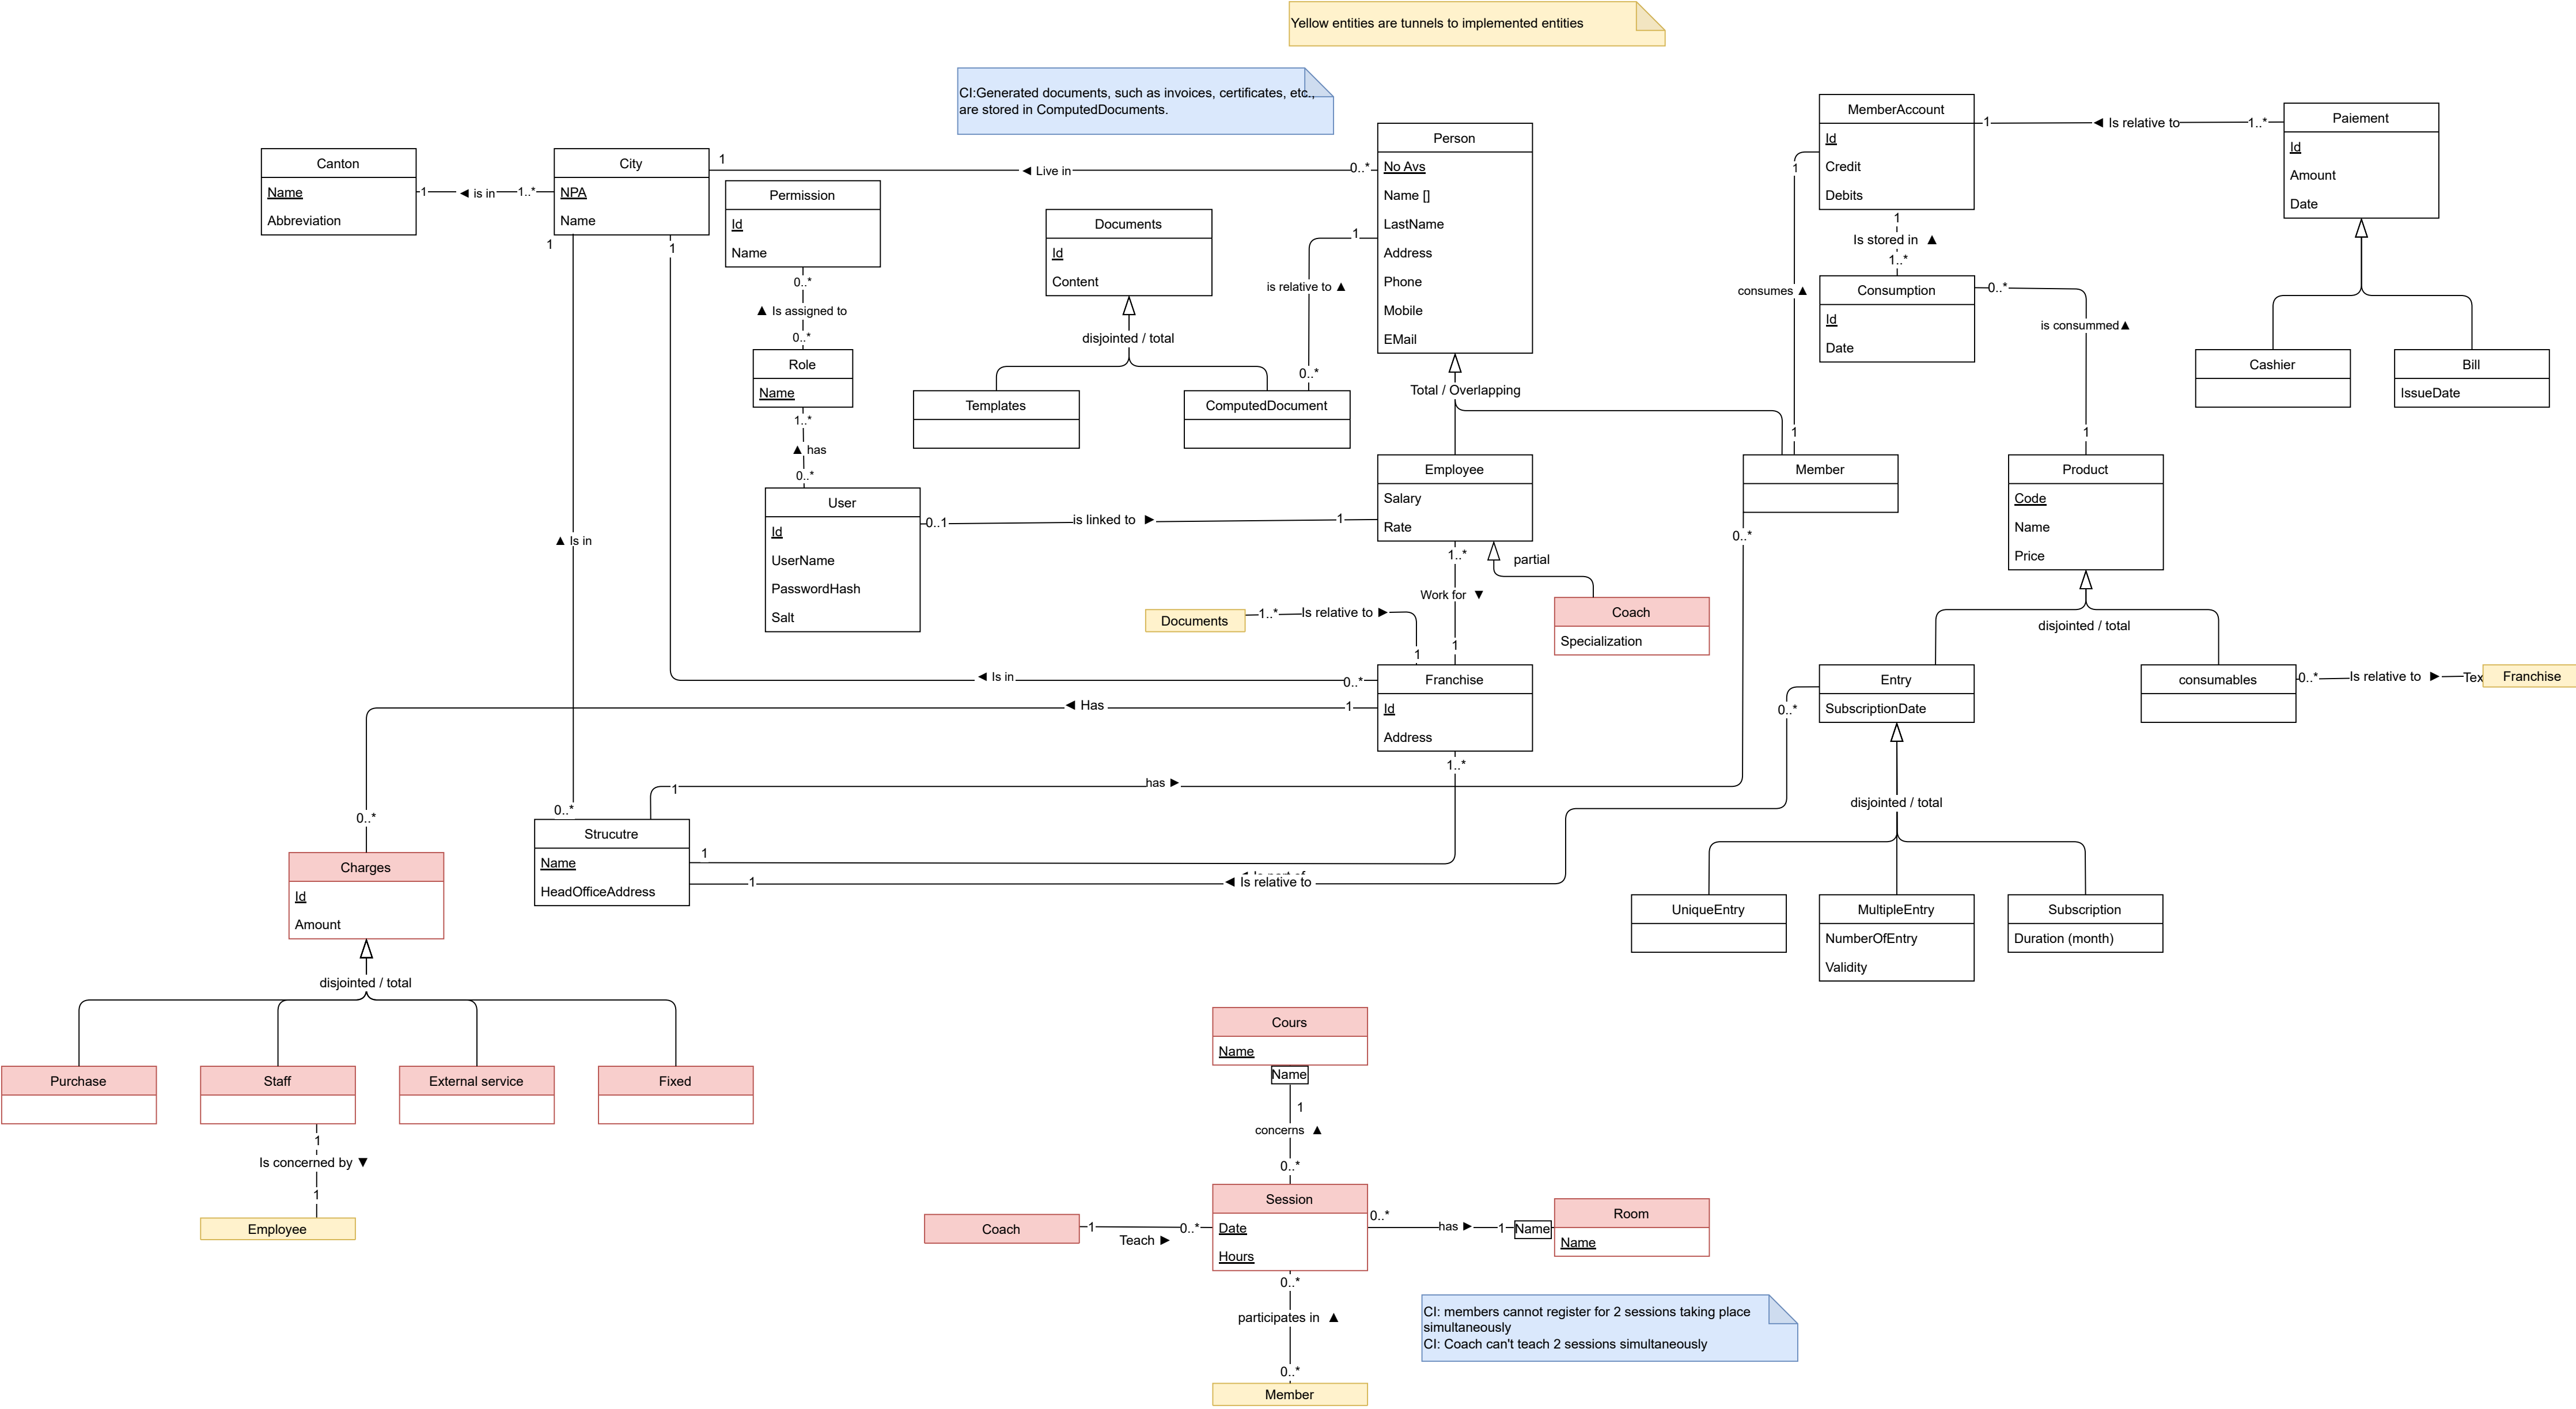 Yellow entities are tunnels to implemented entities
CI:Generated documents, such as invoices, certificates, etc.,
are stored in ComputedDocuments.
Canton
Name
Abbreviation
1
◄ is in
1..*
City
NPA
Name
1
◄ Live in
0..*
1
1
Permission
Id
Name
0..*
▲ Is assigned to
0..*
Role
Name
1..*
▲ has
0..*
User
Id
UserName
PasswordHash
Salt
0..1
is linked to ►
1
Documents
Id
Content
disjointed / total
Templates
ComputedDocument
0..*
is relative to ▲
1
Person
No Avs
Name []
LastName
Address
Phone
Mobile
EMail
Total / Overlapping
Employee
Salary
Rate
1..*
partial
Work for ▼
1
Coach
Specialization
Member
0..*
1
consumes ▲
1
MemberAccount
Id
Credit
Debits
1
◄ Is relative to
1..*
Paiement
Id
Amount
Date
Cashier
Bill
IssueDate
1
Is stored in ▲
1..*
Consumption
Id
Date
0..*
is consummed▲
1
Product
Code
Name
Price
disjointed / total
Entry
SubscriptionDate
0..*
consumables
0..*
Is relative to ►
Tex
Franchise
disjointed / total
UniqueEntry
MultipleEntry
NumberOfEntry
Validity
Subscription
Duration (month)
Documents
1..*
Is relative to ►
1
Franchise
Id
Address
◄ Is in
0..*
◄ Has
1
1..*
▲ Is in
0..*
Strucutre
Name
HeadOfficeAddress
1
has ►
1
1
◄ Is relative to
0..*
Charges
Id
Amount
disjointed / total
Purchase
Staff
External service
Fixed
1
Is concerned by ▼
1
Employee
Cours
Name
Name
1
concerns ▲
0..*
Session
Date
Hours
Coach
1
Teach ►
0..*
0..*
has ►
1
Name
Room
Name
0..*
participates in ▲
0..*
Member
CI: members cannot register for 2 sessions taking place
simultaneously
CI: Coach can't teach 2 sessions simultaneously